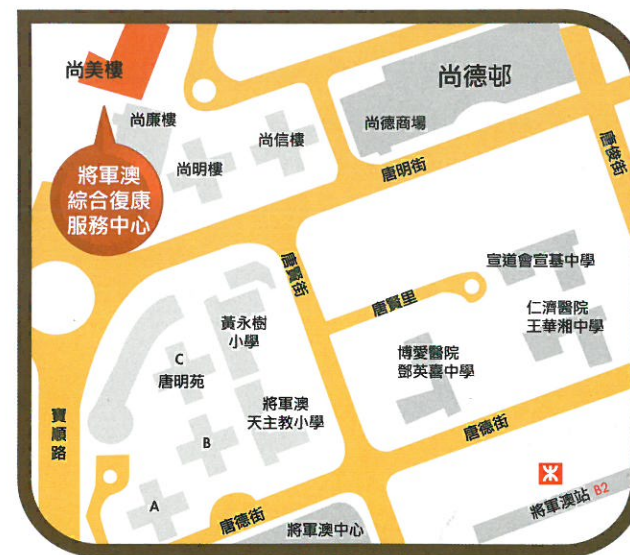 尚美樓
尚廉樓
尚明樓
尚信樓
尚德邨
尚德商場
將軍澳
綜合復康
服務中心
唐明街
唐俊街
唐賢街
唐賢里
宣道會宣基中學
仁濟醫院
王華湘中學
博愛醫院
鄧英喜中學
黃永樹
小學
C
唐明苑
將軍澳
天主教小學
B
A
寶順路
唐德街
唐德街
將軍澳中心
將軍澳站 B2